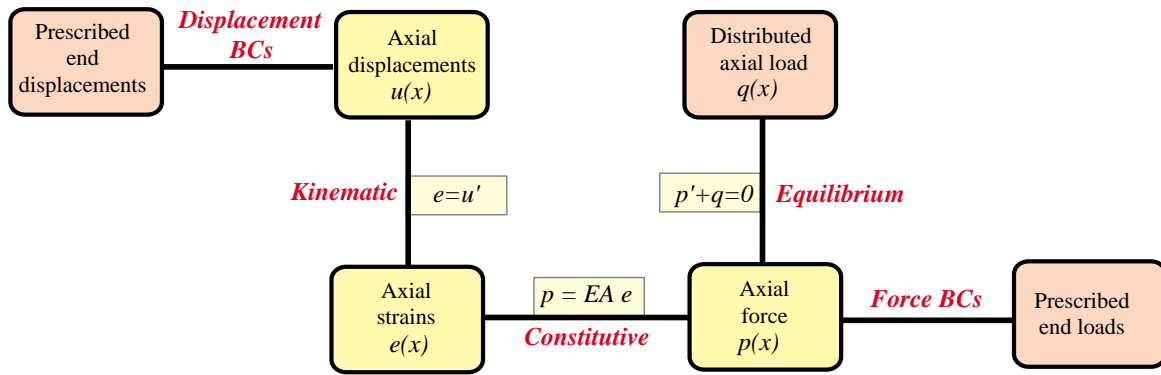 Prescribed
end
displacements
Displacement
BCs
Axial
displacements
u(x)
Distributed
axial load
q(x)
Kinematic
e=u'
p'+q=0
Equilibrium
Axial
strains
e(x)
p = EA e
Constitutive
Axial
force
p(x)
Force BCs
Prescribed
end loads